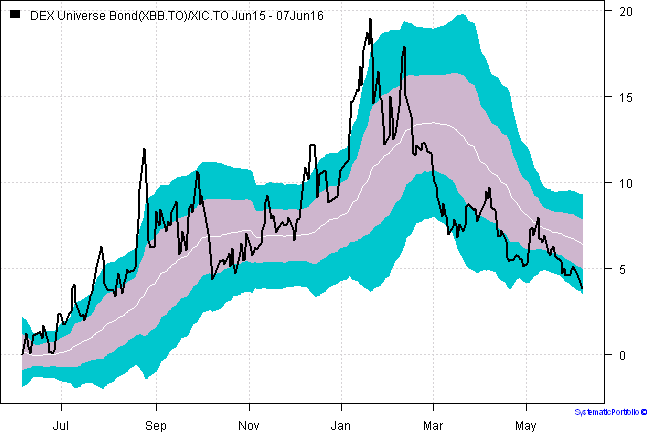 DEX Universe Bond(XBB.TO)/XIC.TO Jun15 - 07Jun16
20
15
10
5
0
Jul Sep Nov Jan Mar May
SystematicPortfolio ©